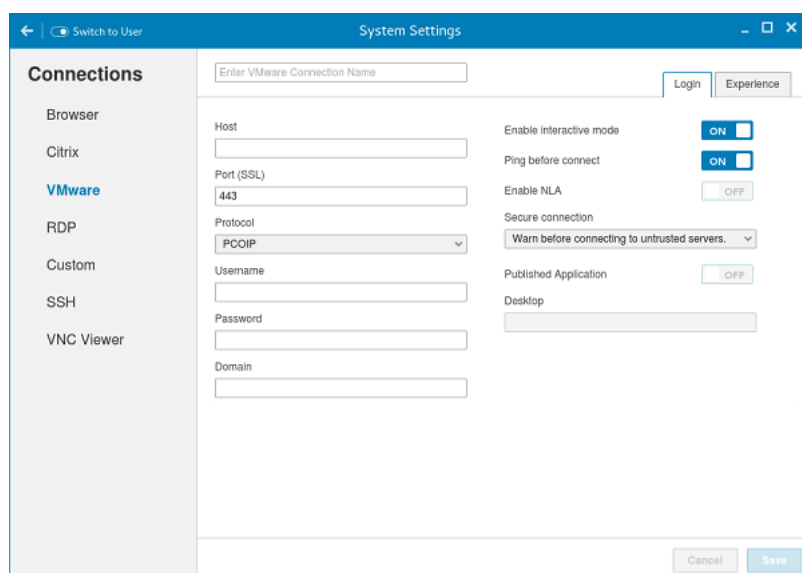 Switch to User
System Settings
Connections
Browser
Citrix
VMware
RDP
Custom
SSH
VNC Viewer
Enter VMware Connection Name
Login
Experience
Host
Port (SSL)
443
Protocol
PCOIP
Username
Password
Domain
Enable interactive mode
ON
Ping before connect
ON
Enable NLA
OFF
Secure connection
Warn before connecting to untrusted servers.
Published Application
OFF
Desktop
Cancel
Save